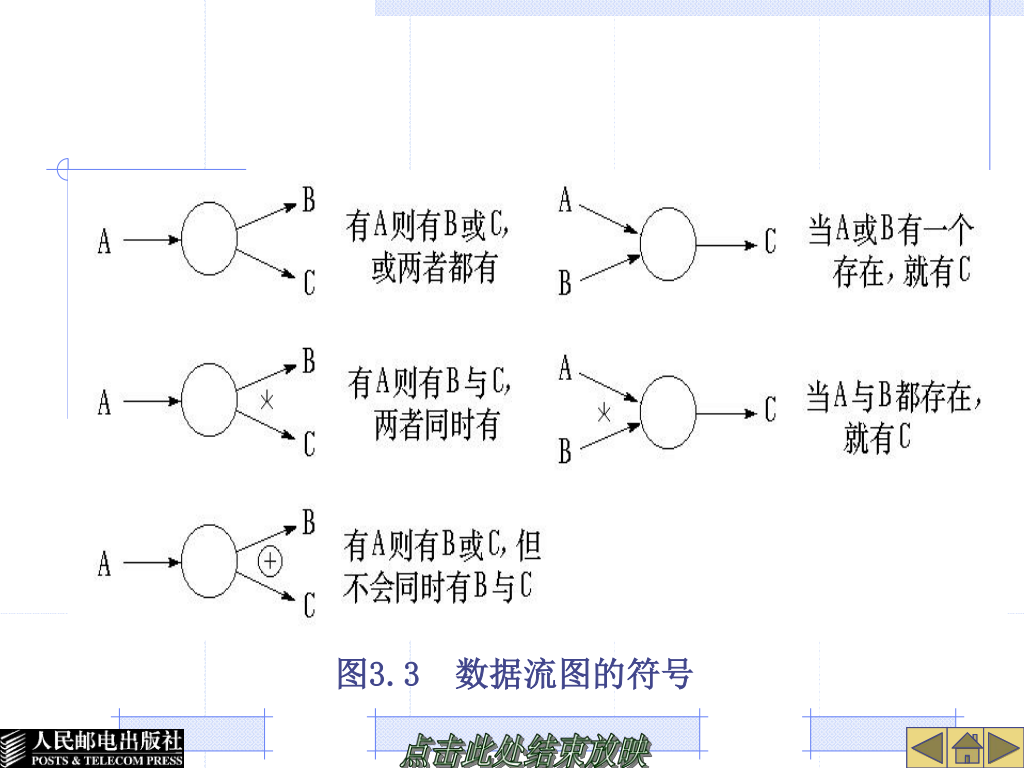 A
B
C
有A则有B或C,
或两者都有
A
B
C
当A或B有一个
存在,就有C
A
B
*
C
有A则有B与C,
两者同时有
A
*
B
C
当A与B都存在,
就有C
A
B
+
C
有A则有B或C,但
不会同时有B与C
图3.3 数据流图的符号
人民邮电出版社
POSTS & TELECOM PRESS
点击此处结束放映